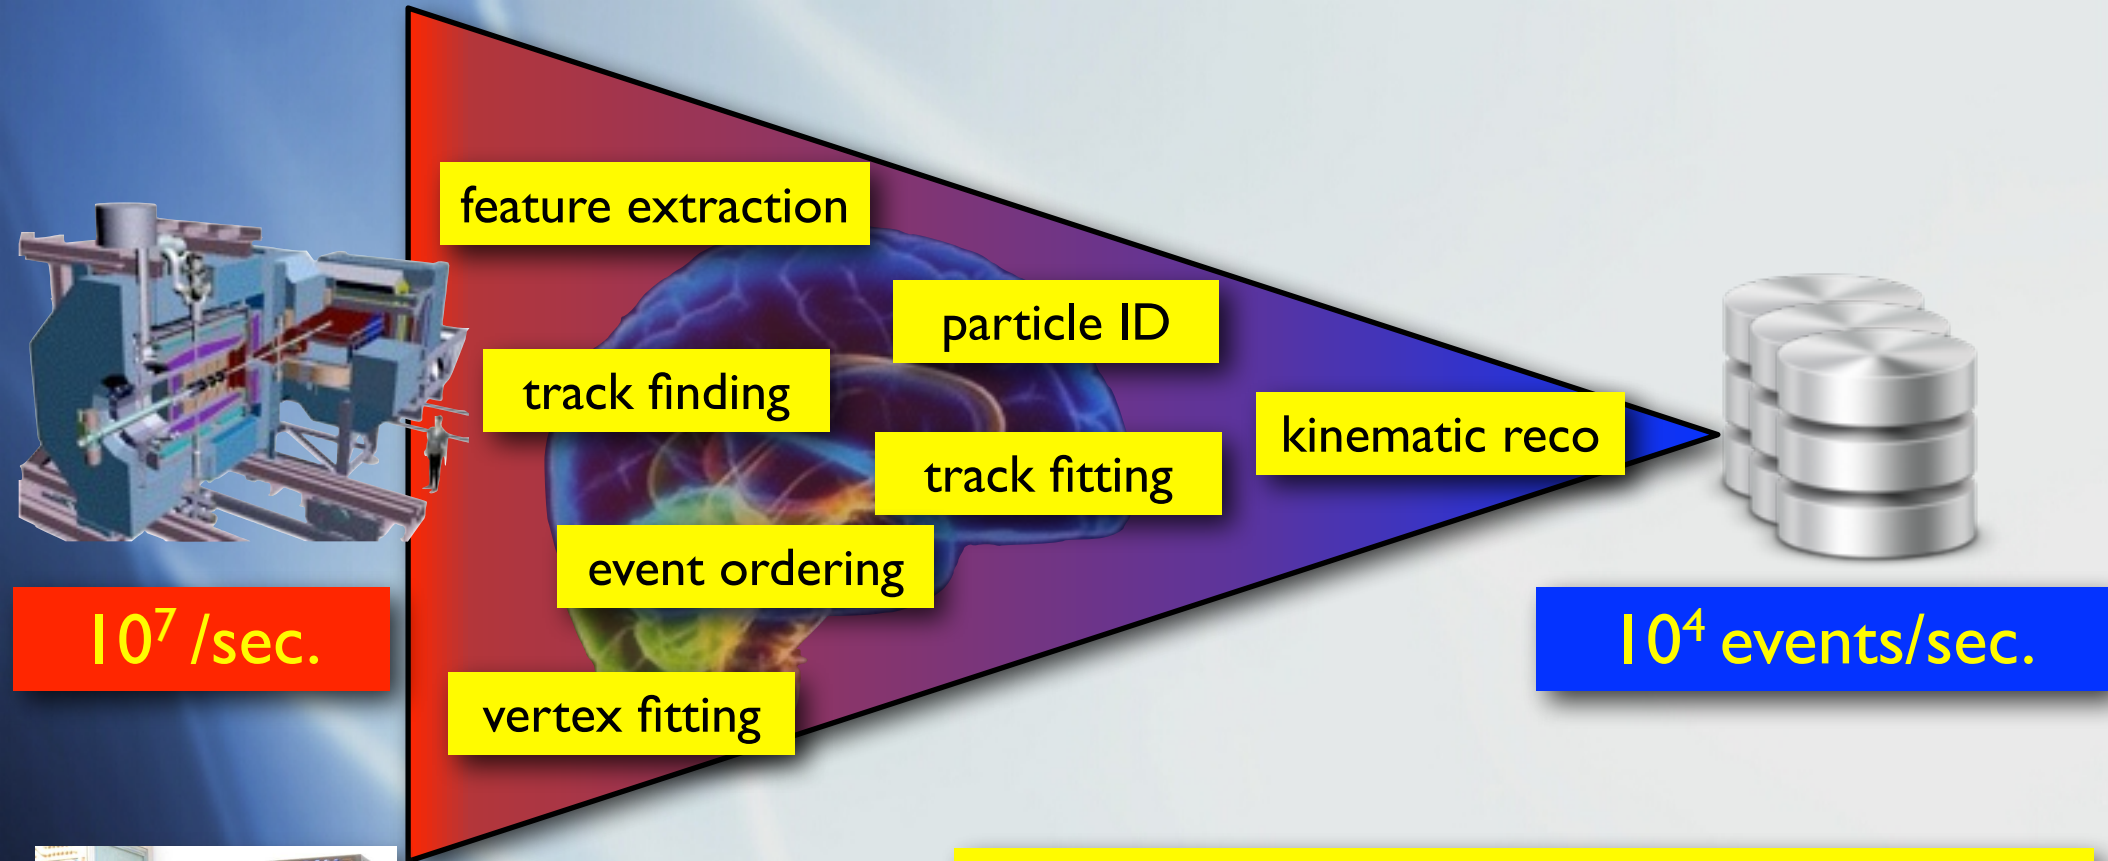 feature extraction
particle ID
track finding
kinematic reco
track fitting
event ordering
10⁷ /sec.
10⁴ events/sec.
vertex fitting